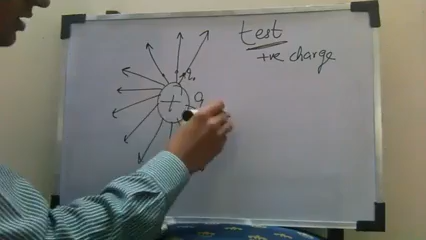 test
+ve charge
q
+